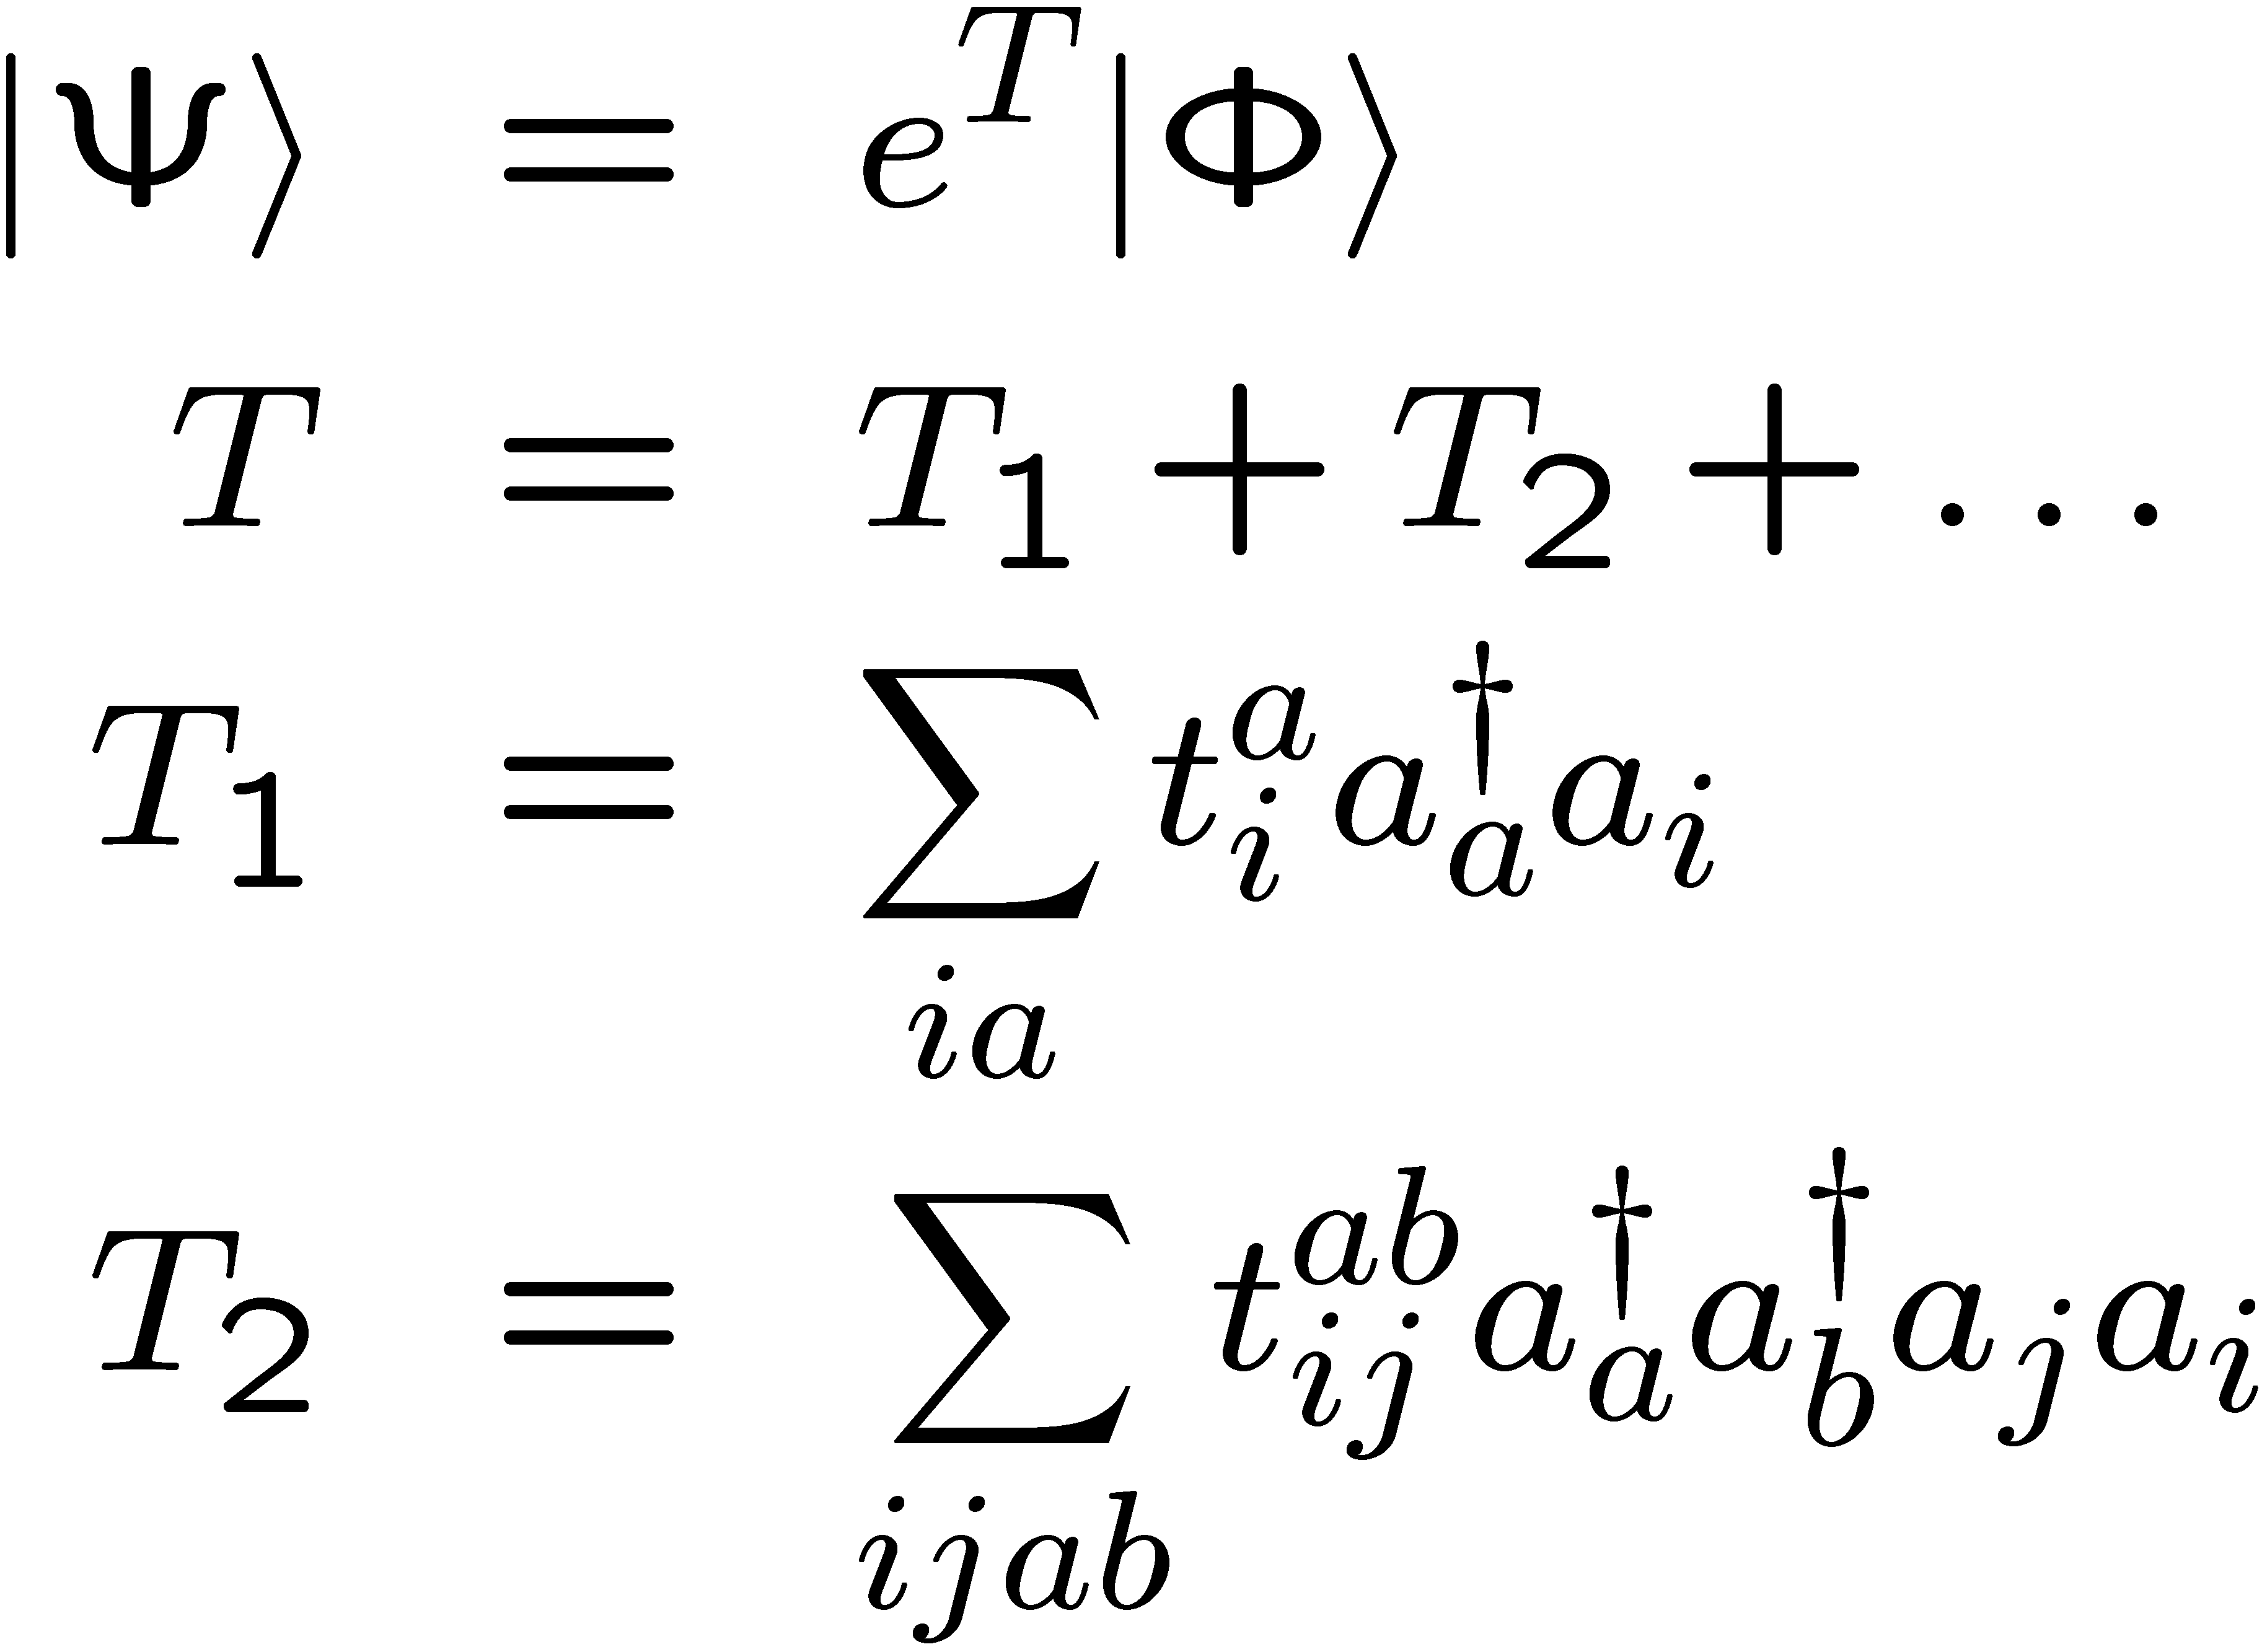 |Ψ⟩ = e^T|Φ⟩
T = T_1 + T_2 + ...
T_1 = ∑_{ia} t_i^a a_a^† a_i
T_2 = ∑_{ijab} t_{ij}^{ab} a_a^† a_b^† a_j a_i